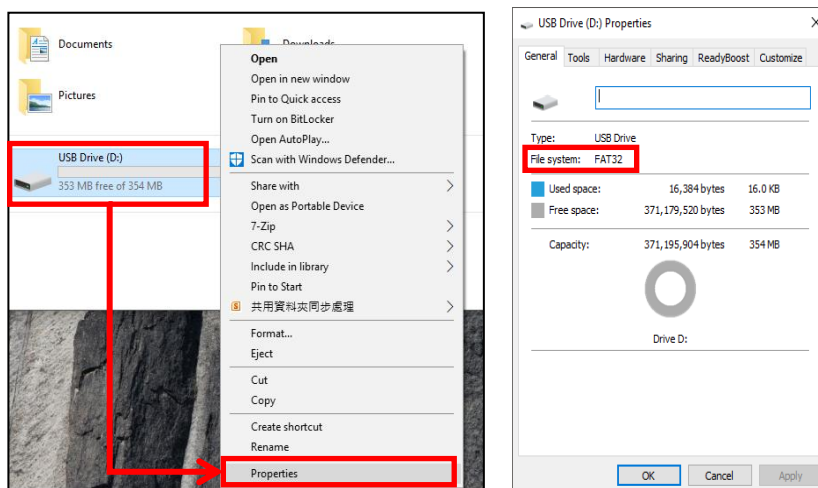 Documents
Downloads
Pictures
USB Drive (D:)
353 MB free of 354 MB
Open
Open in new window
Pin to Quick access
Turn on BitLocker
Open AutoPlay...
Scan with Windows Defender...
Share with
Open as Portable Device
7-Zip
CRC SHA
Include in library
Pin to Start
S 共用資料夾同步處理
Format...
Eject
Cut
Copy
Create shortcut
Rename
Properties
USB Drive (D:) Properties
General Tools Hardware Sharing ReadyBoost Customize
Type: USB Drive
File system: FAT32
Used space: 16,384 bytes 16.0 KB
Free space: 371,179,520 bytes 353 MB
Capacity: 371,195,904 bytes 354 MB
Drive D:
OK Cancel Apply